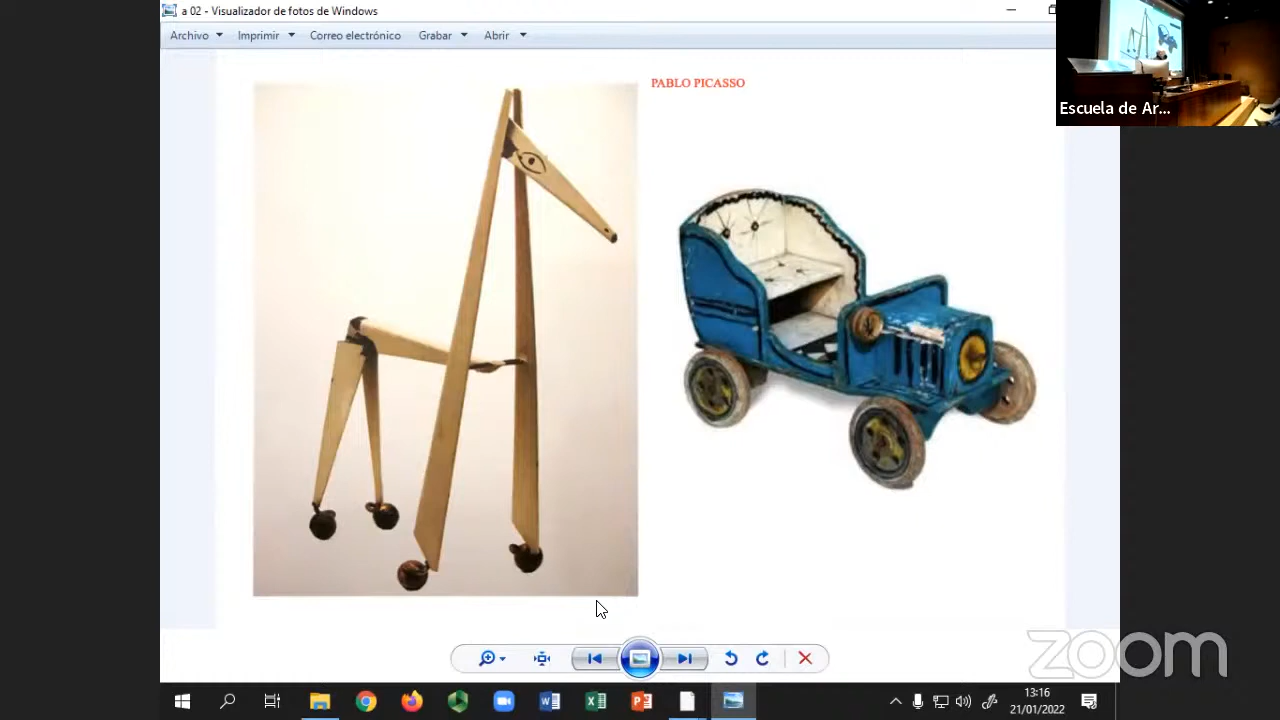 a 02 - Visualizador de fotos de Windows
Archivo Imprimir Correo electrónico Grabar Abrir
PABLO PICASSO
Escuela de Ar...
zoom
13:16
21/01/2022